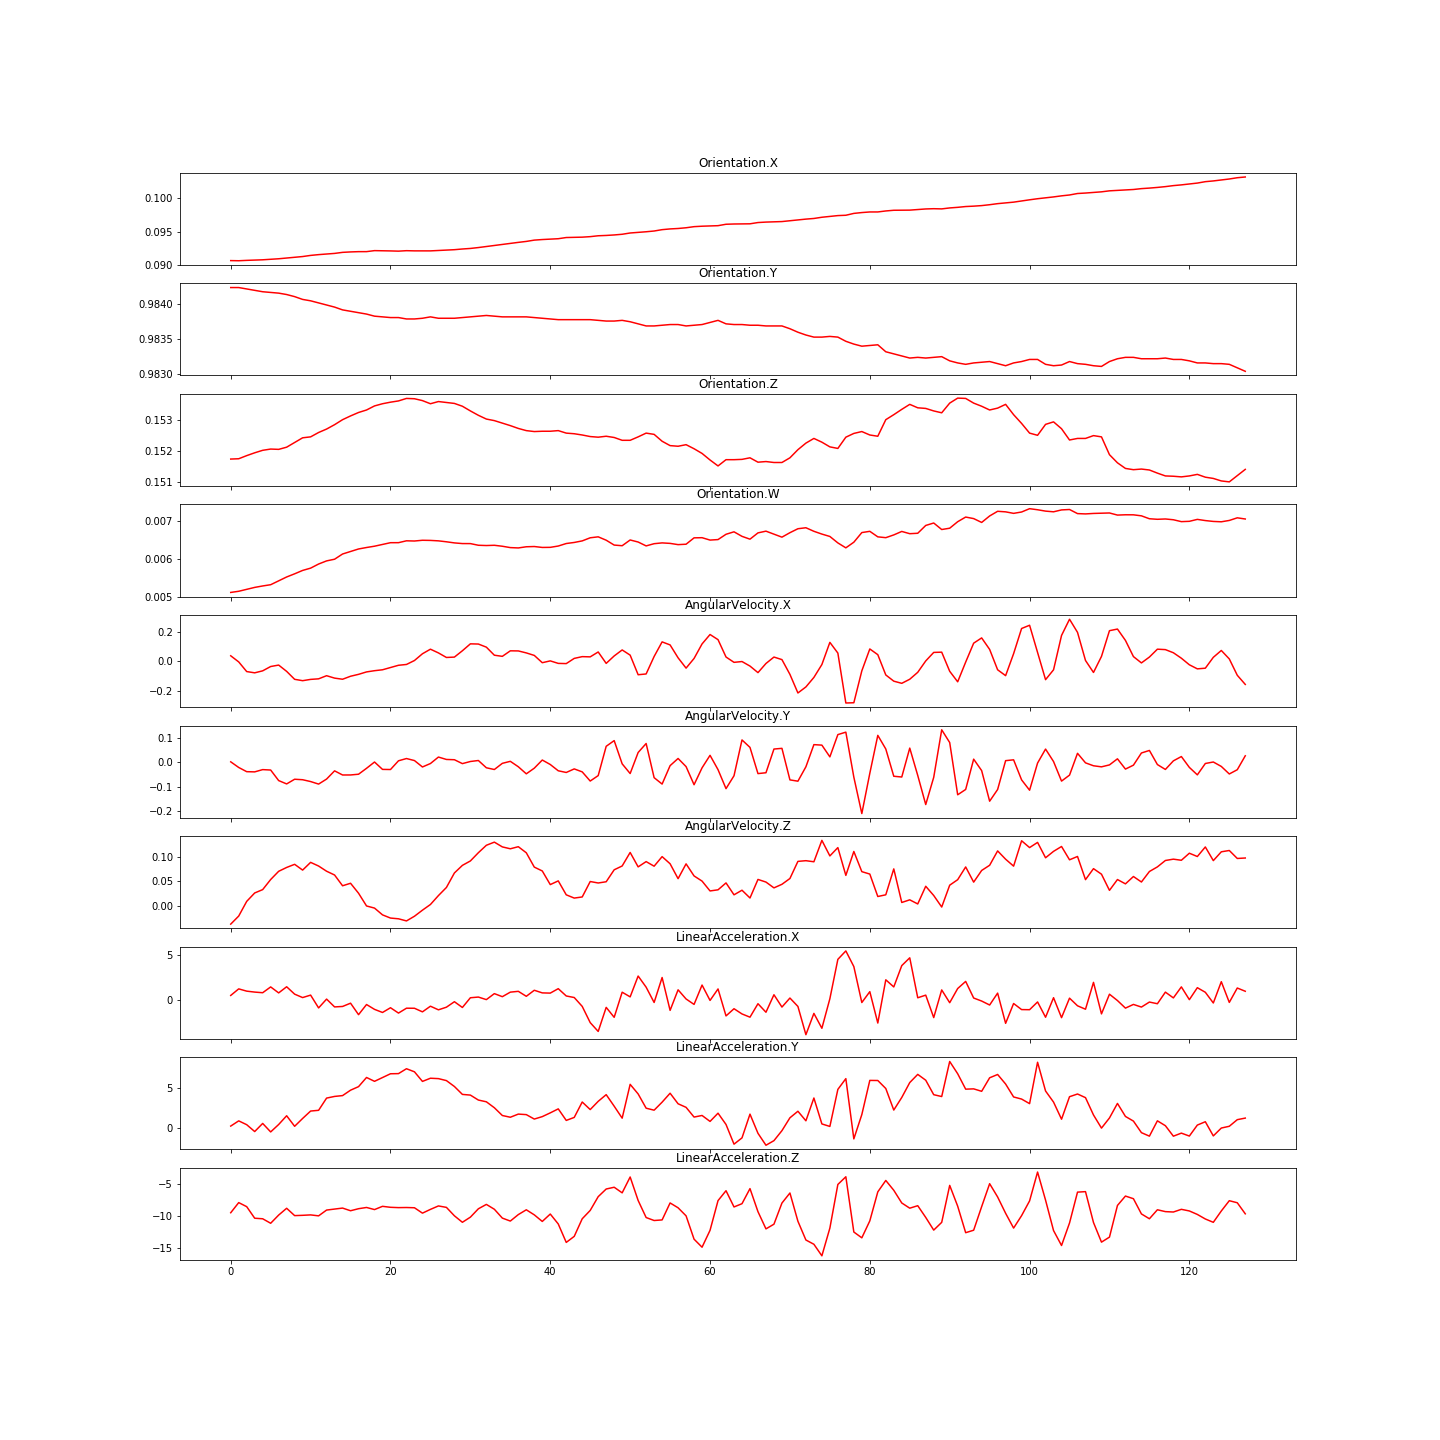 Orientation.X
0.100
0.095
0.090
Orientation.Y
0.9840
0.9835
0.9830
Orientation.Z
0.153
0.152
0.151
Orientation.W
0.007
0.006
0.005
AngularVelocity.X
0.2
0.0
−0.2
AngularVelocity.Y
0.1
0.0
−0.1
−0.2
AngularVelocity.Z
0.10
0.05
0.00
LinearAcceleration.X
5
0
LinearAcceleration.Y
5
0
LinearAcceleration.Z
−5
−10
−15
0 20 40 60 80 100 120